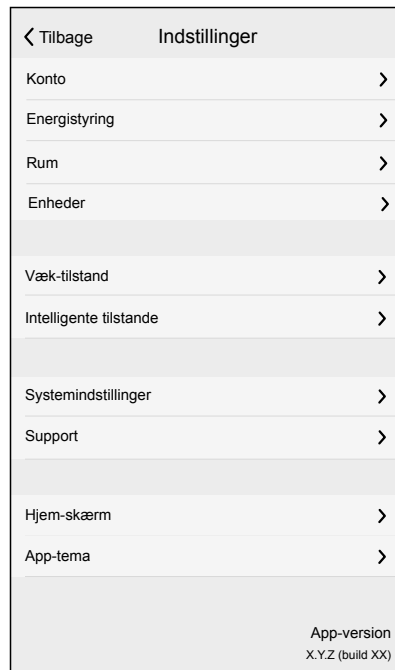 Tilbage Indstillinger
Konto
Energistyring
Rum
Enheder
Væk-tilstand
Intelligente tilstande
Systemindstillinger
Support
Hjem-skærm
App-tema
App-version
X.Y.Z (build XX)